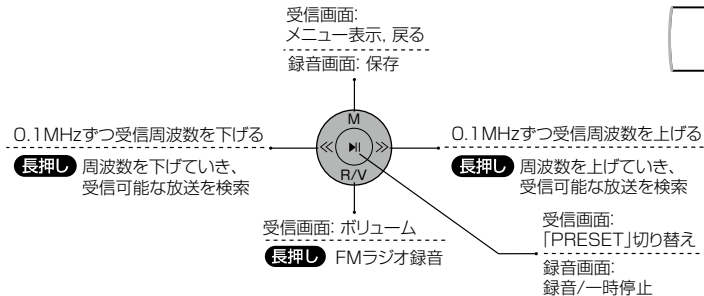 受信画面:
メニュー表示, 戻る
録音画面: 保存
0.1MHzずつ受信周波数を下げる
長押し 周波数を下げていき、
受信可能な放送を検索
M
R/V
0.1MHzずつ受信周波数を上げる
長押し 周波数を上げていき、
受信可能な放送を検索
受信画面: ボリューム
長押し FMラジオ録音
受信画面:
「PRESET」切り替え
録音画面:
録音/一時停止